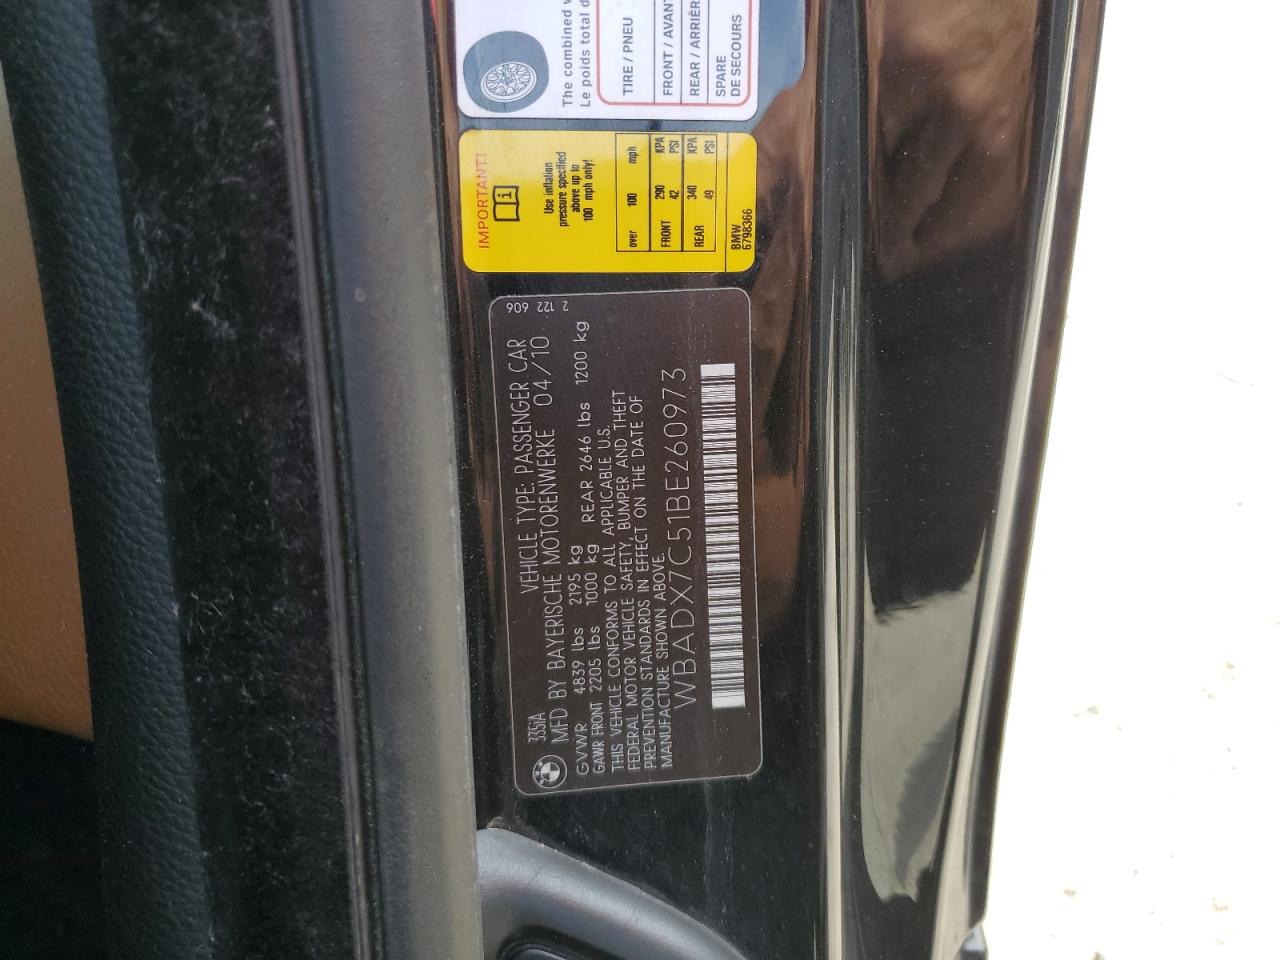 335iA VEHICLE TYPE: PASSENGER CAR
MFD BY BAYERISCHE MOTORENWERKE 04/10
GVWR 4839 lbs 2195 kg
GAWR FRONT 2205 lbs 1000 kg REAR 2646 lbs 1200 kg
THIS VEHICLE CONFORMS TO ALL APPLICABLE U.S.
FEDERAL MOTOR VEHICLE SAFETY, BUMPER AND THEFT
PREVENTION STANDARDS IN EFFECT ON THE DATE OF
MANUFACTURE SHOWN ABOVE.
WBADX7C51BE260973
2 122 606
IMPORTANT!
Use inflation
pressure specified
above up to
100 mph only!
over 100 mph
FRONT 290 KPA
42 PSI
REAR 340 KPA
49 PSI
BMW
6798366
The combined
Le poids total
TIRE / PNEU
FRONT / AVANT
REAR / ARRIÈRE
SPARE
DE SECOURS